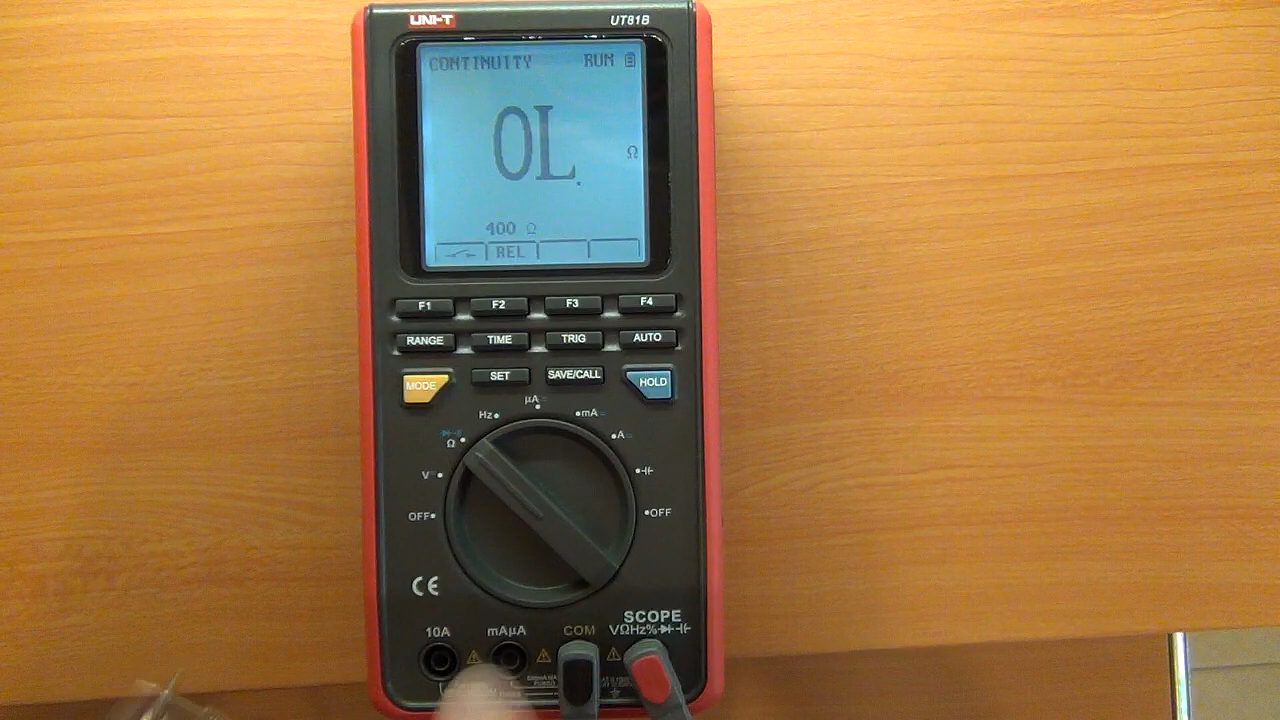 UNI-T UT81B
CONTINUITY RUN
OL.
Ω
400 Ω
REL
F1 F2 F3 F4
RANGE TIME TRIG AUTO
MODE SET SAVE/CALL HOLD
µA
Hz mA
A
Ω
V
OFF OFF
CE
SCOPE
10A mAµA COM VΩHz%